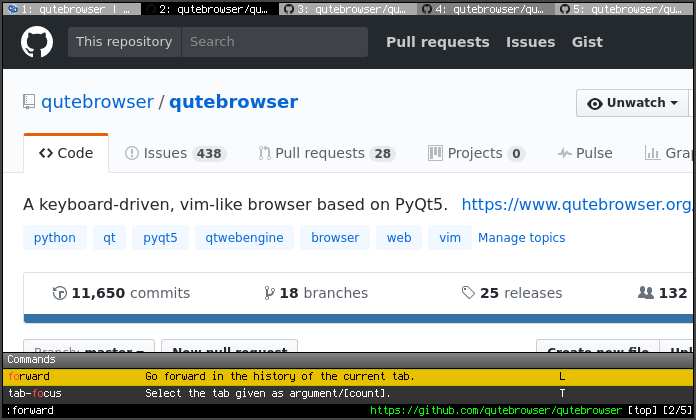 1: qutebrowser | … 2: qutebrowser/qu… 3: qutebrowser/qu… 4: qutebrowser/qu… 5: qutebrowser/qu…
This repository Search Pull requests Issues Gist
qutebrowser / qutebrowser Unwatch
Code Issues 438 Pull requests 28 Projects 0 Pulse Grap
A keyboard-driven, vim-like browser based on PyQt5. https://www.qutebrowser.org/
python qt pyqt5 qtwebengine browser web vim Manage topics
11,650 commits 18 branches 25 releases 132
Branch: master New pull request Create new file
Commands
forward Go forward in the history of the current tab. L
tab-focus Select the tab given as argument/[count]. T
:forward https://github.com/qutebrowser/qutebrowser [top] [2/5]